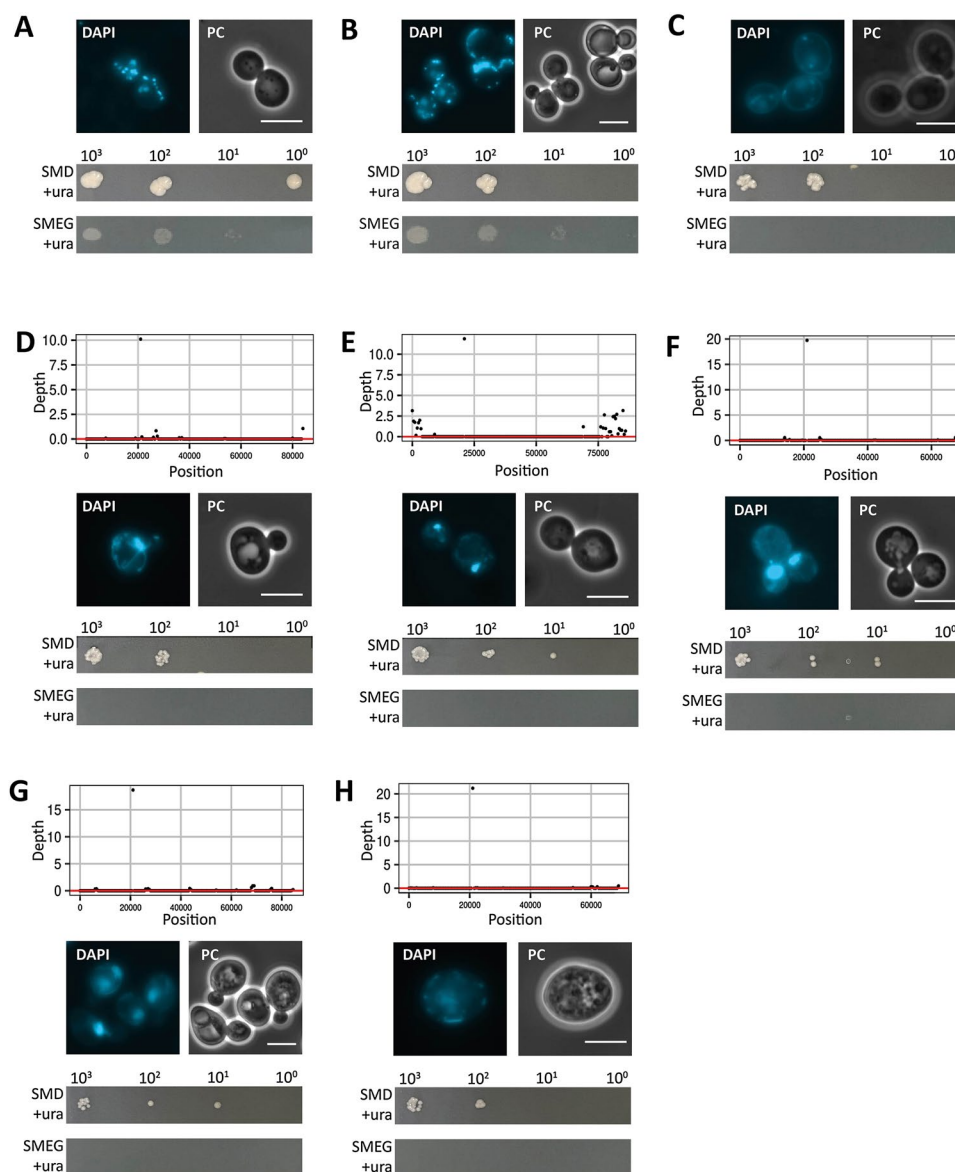 A
DAPI
PC
10³ 10² 10¹ 10⁰
SMD
+ura
SMEG
+ura
B
DAPI
PC
10³ 10² 10¹ 10⁰
SMD
+ura
SMEG
+ura
C
DAPI
PC
10³ 10² 10¹
SMD
+ura
SMEG
+ura
D
10.0
7.5
5.0
2.5
0.0
Depth
0 20000 40000 60000 80000
Position
DAPI
PC
10³ 10² 10¹ 10⁰
SMD
+ura
SMEG
+ura
E
10.0
7.5
5.0
2.5
0.0
Depth
0 25000 50000 75000
Position
DAPI
PC
10³ 10² 10¹ 10⁰
SMD
+ura
SMEG
+ura
F
20
15
10
5
0
Depth
0 20000 40000
Position
DAPI
PC
10³ 10² 10¹
SMD
+ura
SMEG
+ura
G
15
10
5
0
Depth
0 20000 40000 60000 80000
Position
DAPI
PC
10³ 10² 10¹ 10⁰
SMD
+ura
SMEG
+ura
H
20
15
10
5
0
Depth
0 20000 40000 60000
Position
DAPI
PC
10³ 10² 10¹ 10⁰
SMD
+ura
SMEG
+ura